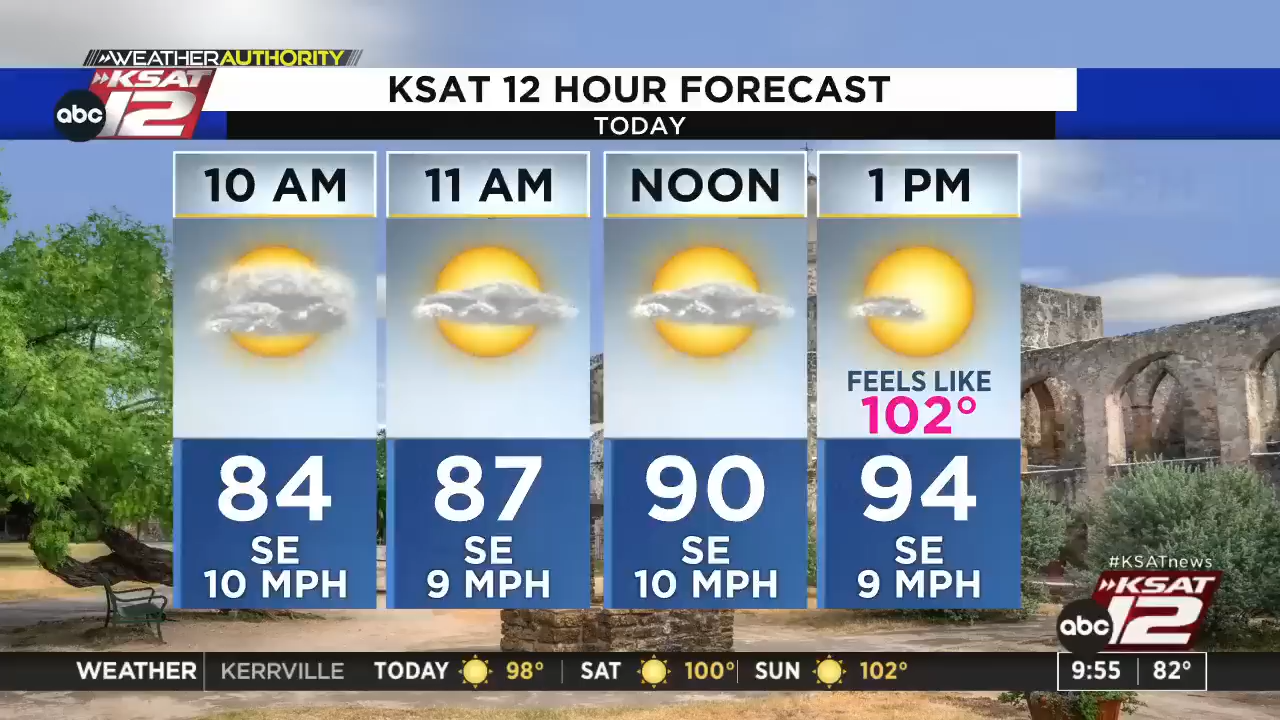 WEATHERAUTHORITY
KSAT
abc 12
KSAT 12 HOUR FORECAST
TODAY
10 AM
84
SE
10 MPH
11 AM
87
SE
9 MPH
NOON
90
SE
10 MPH
1 PM
FEELS LIKE
102°
94
SE
9 MPH
#KSATnews
KSAT
abc 12
WEATHER KERRVILLE TODAY 98° SAT 100° SUN 102° 9:55 82°